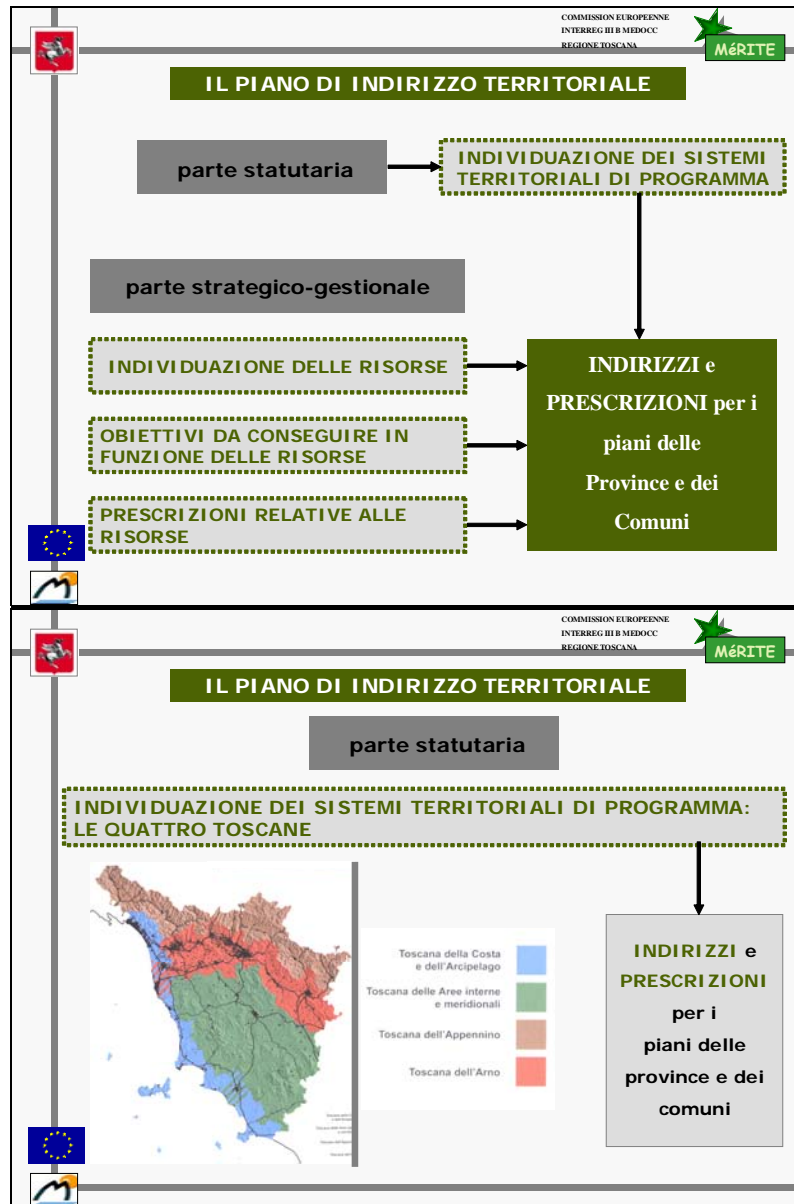 COMMISSION EUROPEENNE
INTERREG III B MEDOCC
REGIONE TOSCANA
MéRITE
IL PIANO DI INDIRIZZO TERRITORIALE
parte statutaria
INDIVIDUAZIONE DEI SISTEMI
TERRITORIALI DI PROGRAMMA
parte strategico-gestionale
INDIVIDUAZIONE DELLE RISORSE
OBIETTIVI DA CONSEGUIRE IN
FUNZIONE DELLE RISORSE
PRESCRIZIONI RELATIVE ALLE
RISORSE
INDIRIZZI e
PRESCRIZIONI per i
piani delle
Province e dei
Comuni
COMMISSION EUROPEENNE
INTERREG III B MEDOCC
REGIONE TOSCANA
MéRITE
IL PIANO DI INDIRIZZO TERRITORIALE
parte statutaria
INDIVIDUAZIONE DEI SISTEMI TERRITORIALI DI PROGRAMMA:
LE QUATTRO TOSCANE
Toscana della Costa
e dell'Arcipelago
Toscana delle Aree interne
e meridionali
Toscana dell'Appennino
Toscana dell'Arno
INDIRIZZI e
PRESCRIZIONI
per i
piani delle
province e dei
comuni